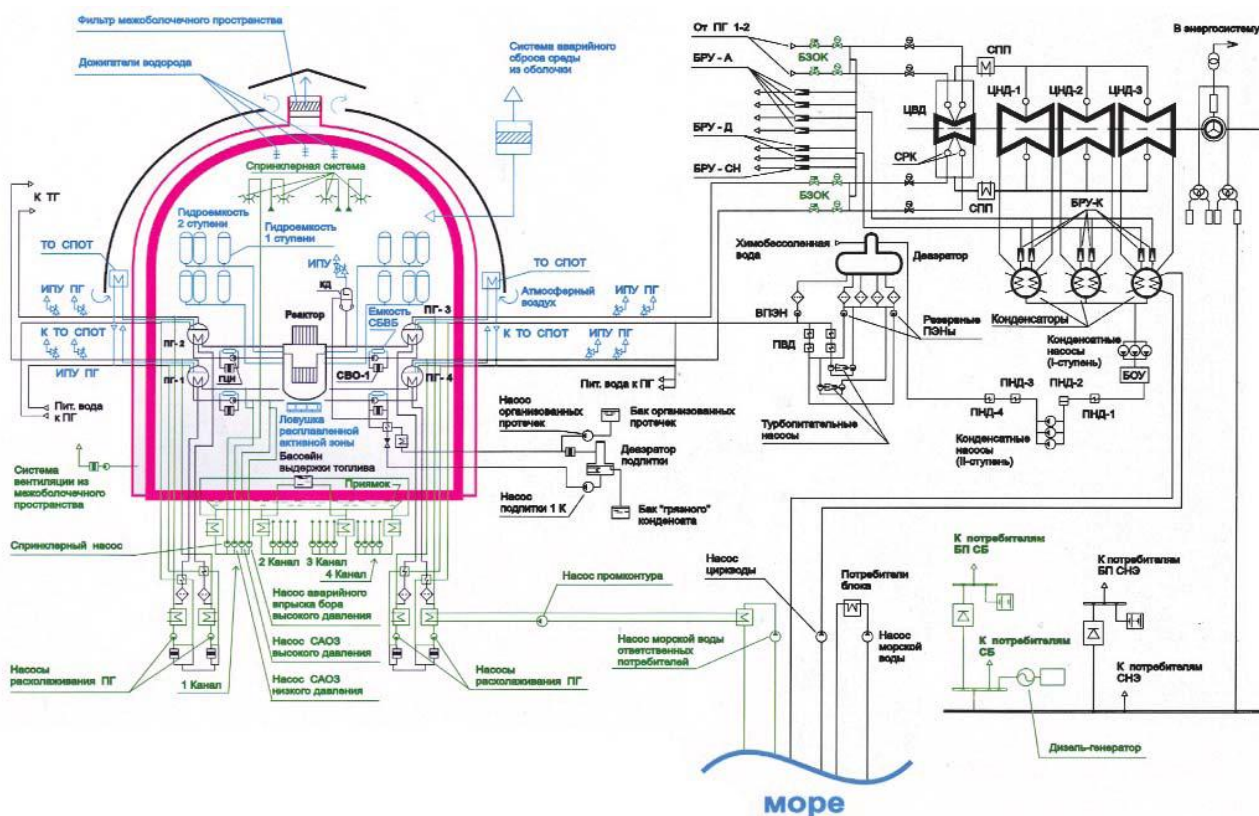 Фильтр межоболочечного пространства
Дожигатели водорода
Система аварийного
сброса среды
из оболочки
Спринклерная система
К ТГ
Гидроемкость
2 ступени
Гидроемкость
1 ступени
ТО СПОТ
ИПУ
КД
ТО СПОТ
Атмосферный
воздух
ИПУ ПГ
Реактор
Емкость
СБВБ
ПГ-3
ИПУ ПГ
К ТО СПОТ
ПГ-2
К ТО СПОТ
ИПУ ПГ
ИПУ ПГ
ПГ-1
ГЦН
СВО-1
ПГ-4
Пит. вода
к ПГ
Пит. вода к ПГ
Ловушка
расплавленной
активной зоны
Бассейн
выдержки топлива
Приямок
Система
вентиляции из
межоболочечного
пространства
Насос
организованных
протечек
Бак организованных
протечек
Деаэратор
подпитки
Насос
подпитки 1 К
Бак "грязного"
конденсата
Спринклерный насос
2 Канал
3 Канал
4 Канал
Насос аварийного
впрыска бора
высокого давления
Насос САОЗ
высокого давления
Насос САОЗ
низкого давления
1 Канал
Насосы
расхолаживания ПГ
Насосы
расхолаживания ПГ
Насос промконтура
Насос морской воды
ответственных
потребителей
Насос
цирк­воды
Потребители
блока
Насос
морской
воды
море
От ПГ 1-2
БЗОК
БРУ - А
БРУ - Д
БРУ - СН
БЗОК
СПП
ЦВД
СРК
СПП
ЦНД-1
ЦНД-2
ЦНД-3
В энергосистему
БРУ-К
Химобессоленная
вода
Деаэратор
ВПЭН
ПВД
Резервные
ПЭНы
Конденсаторы
Конденсатные
насосы
(I-ступень)
БОУ
ПНД-3
ПНД-2
ПНД-4
ПНД-1
Турбопитательные
насосы
Конденсатные
насосы
(II-ступень)
К потребителям
БП СБ
К потребителям
БП СНЭ
К потребителям
СБ
К потребителям
СНЭ
Дизель-генератор